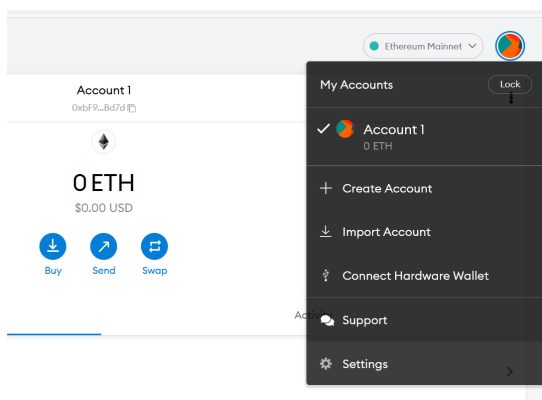 Ethereum Mainnet
Account 1
0xbF9...Bd7d
0 ETH
$0.00 USD
Buy
Send
Swap
My Accounts
Lock
Account 1
0 ETH
Create Account
Import Account
Connect Hardware Wallet
Support
Settings